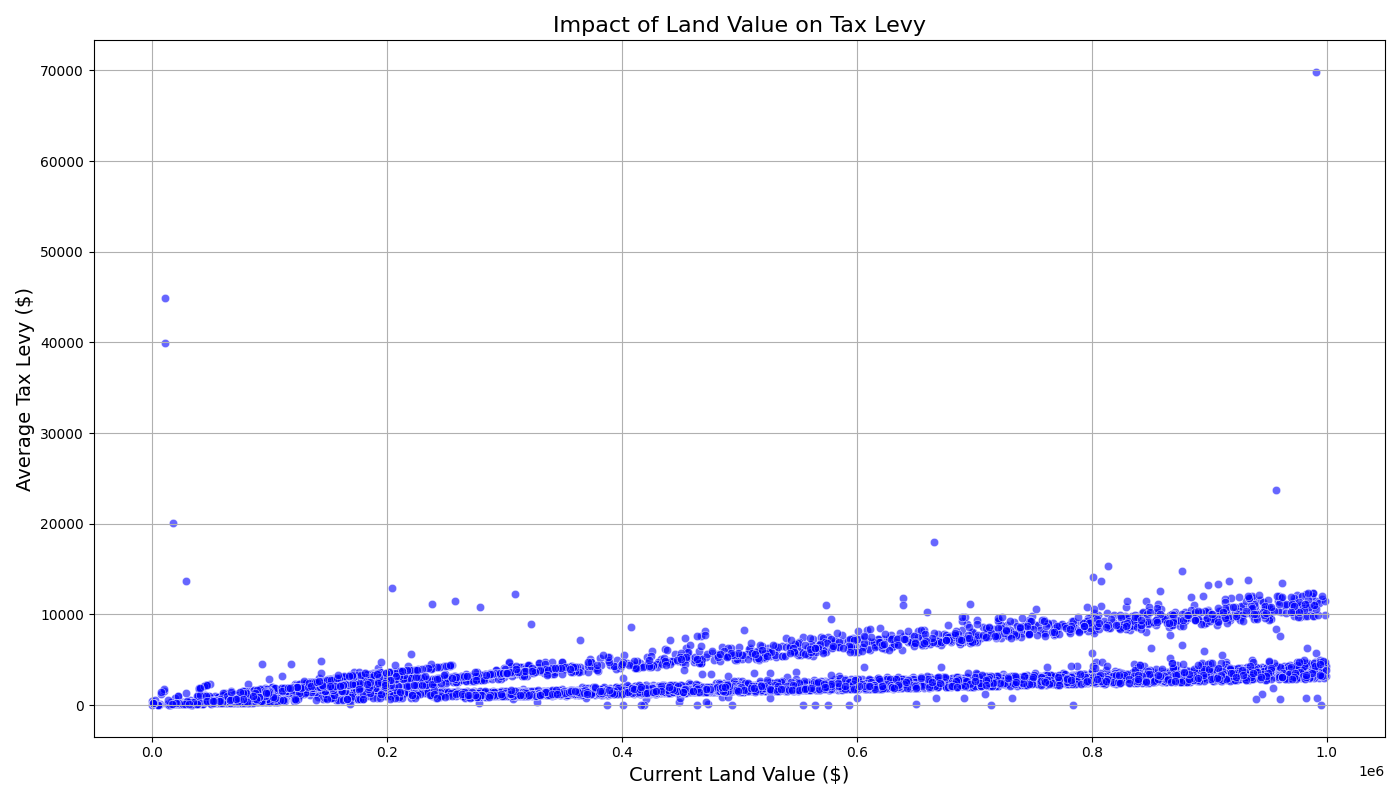 Impact of Land Value on Tax Levy
Average Tax Levy ($)
70000
60000
50000
40000
30000
20000
10000
0
0.0 0.2 0.4 0.6 0.8 1.0
1e6
Current Land Value ($)